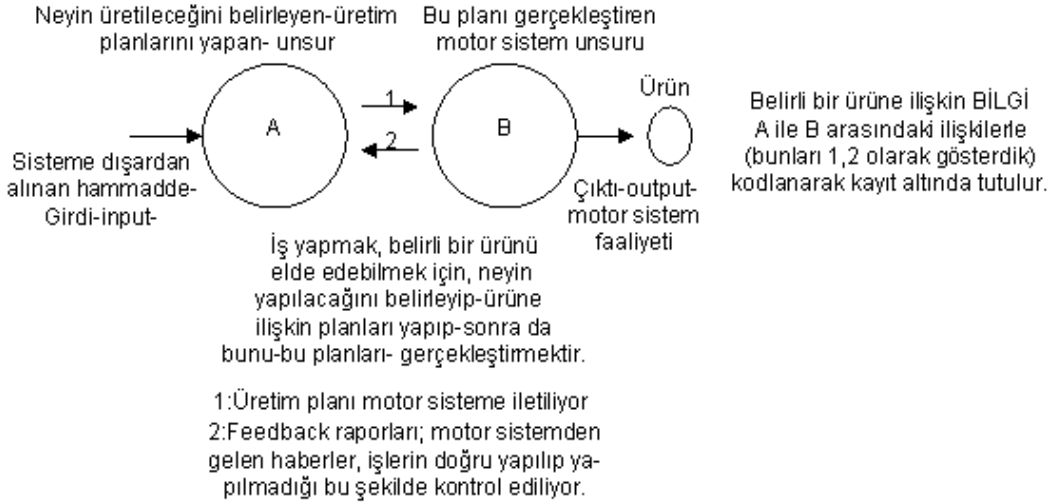 Neyin üretileceğini belirleyen-üretim
planlarını yapan- unsur
Bu planı gerçekleştiren
motor sistem unsuru
1
2
A
B
Ürün
Sisteme dışardan
alınan hammadde-
Girdi-input-
Çıktı-output-
motor sistem
faaliyeti
Belirli bir ürüne ilişkin BİLGİ
A ile B arasındaki ilişkilerle
(bunları 1,2 olarak gösterdik)
kodlanarak kayıt altında tutulur.
İş yapmak, belirli bir ürünü
elde edebilmek için, neyin
yapılacağını belirleyip-ürüne
ilişkin planları yapıp-sonra da
bunu-bu planları- gerçekleştirmektir.
1:Üretim planı motor sisteme iletiliyor
2:Feedback raporları; motor sistemden
gelen haberler, işlerin doğru yapılıp ya-
pılmadığı bu şekilde kontrol ediliyor.